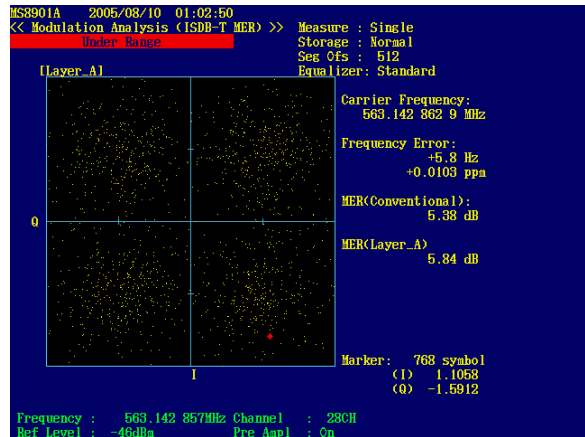 MS8901A 2005/08/10 01:02:50
<< Modulation Analysis (ISDB-T MER) >>
Measure : Single
Under Range
Storage : Normal
Seg Ofs : 512
[Layer_A]
Equalizer: Standard
Carrier Frequency:
563.142 862 9 MHz
Frequency Error:
+5.8 Hz
+0.0103 ppm
MER(Conventional):
5.38 dB
Q
MER(Layer_A)
5.84 dB
Marker: 768 symbol
(I) 1.1058
(Q) -1.5912
I
Frequency : 563.142 857MHz Channel : 28CH
Ref Level : -46dBm Pre Ampl : On